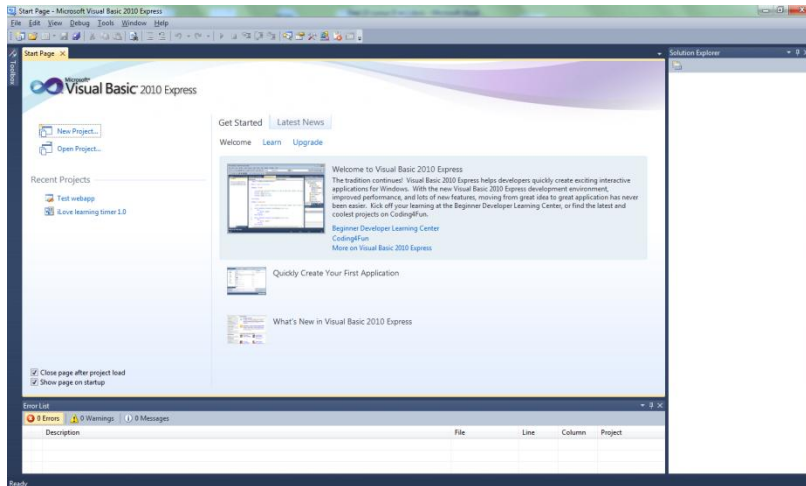 Start Page - Microsoft Visual Basic 2010 Express
File Edit View Debug Tools Window Help
Toolbox
Start Page
Solution Explorer
Microsoft
Visual Basic 2010 Express
New Project...
Open Project...
Recent Projects
Test webapp
iLove learning timer 1.0
Get Started Latest News
Welcome Learn Upgrade
Welcome to Visual Basic 2010 Express
The tradition continues! Visual Basic 2010 Express helps developers quickly create exciting interactive
applications for Windows. With the new Visual Basic 2010 Express development environment,
improved performance, and lots of new features, moving from great idea to great application has never
been easier. Kick off your learning at the Beginner Developer Learning Center, or find the latest and
coolest projects on Coding4Fun.
Beginner Developer Learning Center
Coding4Fun
More on Visual Basic 2010 Express
Quickly Create Your First Application
What's New in Visual Basic 2010 Express
Close page after project load
Show page on startup
Error List
0 Errors 0 Warnings 0 Messages
Description File Line Column Project
Ready